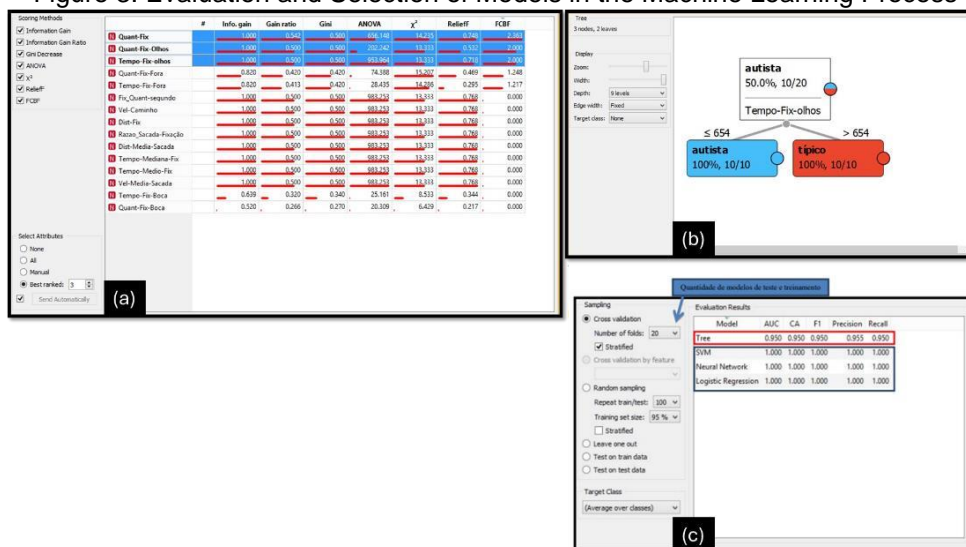 Figure 5. Evaluation and Selection of Models in the Machine Learning Process
Scoring Methods
Information Gain
Information Gain Ratio
Gini Decrease
ANOVA
χ²
ReliefF
FCBF
# Info. gain Gain ratio Gini ANOVA χ² ReliefF FCBF
N Quant-Fix 1.000 0.542 0.500 656.148 14.235 0.748 2.383
N Quant-Fix-Olhos 1.000 0.500 0.500 202.242 13.333 0.532 2.000
N Tempo-Fix-olhos 1.000 0.500 0.500 953.964 13.333 0.718 2.000
N Quant-Fix-Fora 0.820 0.420 0.420 74.388 15.207 0.469 1.248
N Tempo-Fix-Fora 0.820 0.413 0.420 28.435 14.286 0.295 1.217
N Fix_Quant-segundo 1.000 0.500 0.500 983.253 13.333 0.768 0.000
N Vel-Caminho 1.000 0.500 0.500 983.253 13.333 0.768 0.000
N Dist-Fix 1.000 0.500 0.500 983.253 13.333 0.768 0.000
N Razao_Sacada-Fixação 1.000 0.500 0.500 983.253 13.333 0.768 0.000
N Dist-Media-Sacada 1.000 0.500 0.500 983.253 13.333 0.768 0.000
N Tempo-Mediana-Fix 1.000 0.500 0.500 983.253 13.333 0.768 0.000
N Tempo-Medio-Fix 1.000 0.500 0.500 983.253 13.333 0.768 0.000
N Vel-Media-Sacada 1.000 0.500 0.500 983.253 13.333 0.768 0.000
N Tempo-Fix-Boca 0.639 0.320 0.340 25.161 8.533 0.344 0.000
N Quant-Fix-Boca 0.520 0.266 0.270 20.309 6.429 0.217 0.000
Select Attributes
None
All
Manual
Best ranked: 3
Send Automatically
(a)
Tree
3 nodes, 2 leaves
Display
Zoom:
Width:
Depth: 9 levels
Edge width: Fixed
Target class: None
autista
50.0%, 10/20
Tempo-Fix-olhos
≤ 654 > 654
autista típico
100%, 10/10 100%, 10/10
(b)
Quantidade de modelos de teste e treinamento
Sampling
Cross validation
Number of folds: 20
Stratified
Cross validation by feature
Random sampling
Repeat train/test: 100
Training set size: 95 %
Stratified
Leave one out
Test on train data
Test on test data
Target Class
(Average over classes)
Evaluation Results
Model AUC CA F1 Precision Recall
Tree 0.950 0.950 0.950 0.955 0.950
SVM 1.000 1.000 1.000 1.000 1.000
Neural Network 1.000 1.000 1.000 1.000 1.000
Logistic Regression 1.000 1.000 1.000 1.000 1.000
(c)